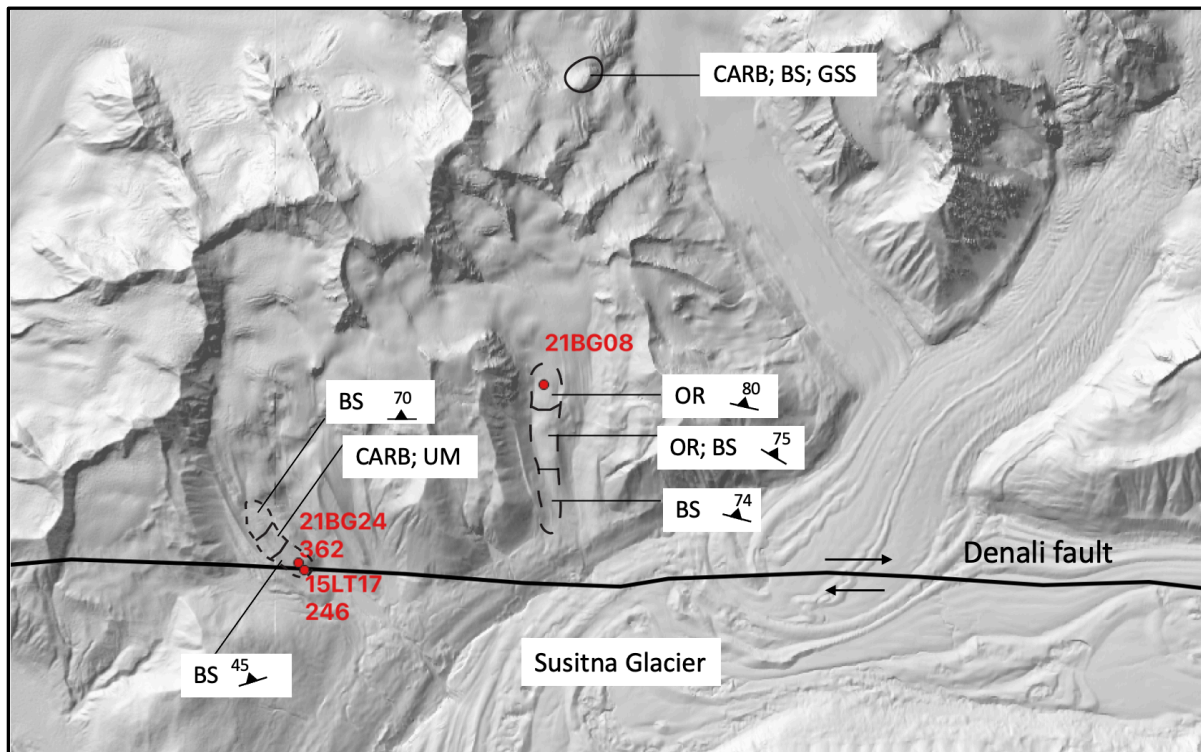 CARB; BS; GSS
21BG08
BS 70
OR 80
CARB; UM
OR; BS 75
BS 74
21BG24
362
Denali fault
15LT17
246
BS 45
Susitna Glacier